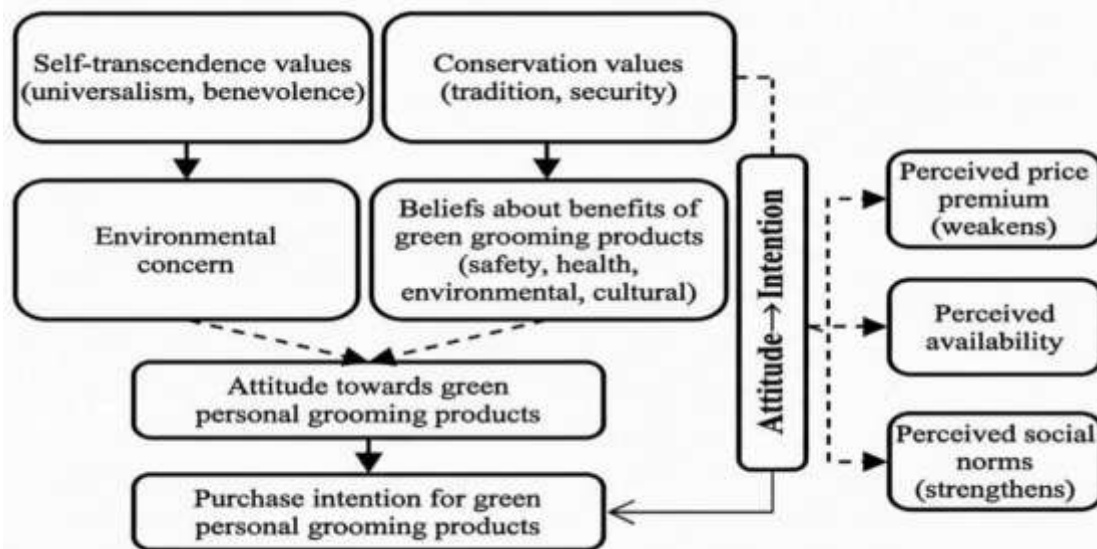 Self-transcendence values
(universalism, benevolence)
Conservation values
(tradition, security)
Environmental
concern
Beliefs about benefits of
green grooming products
(safety, health,
environmental, cultural)
Attitude towards green
personal grooming products
Purchase intention for green
personal grooming products
Attitude→Intention
Perceived price
premium
(weakens)
Perceived
availability
Perceived social
norms
(strengthens)